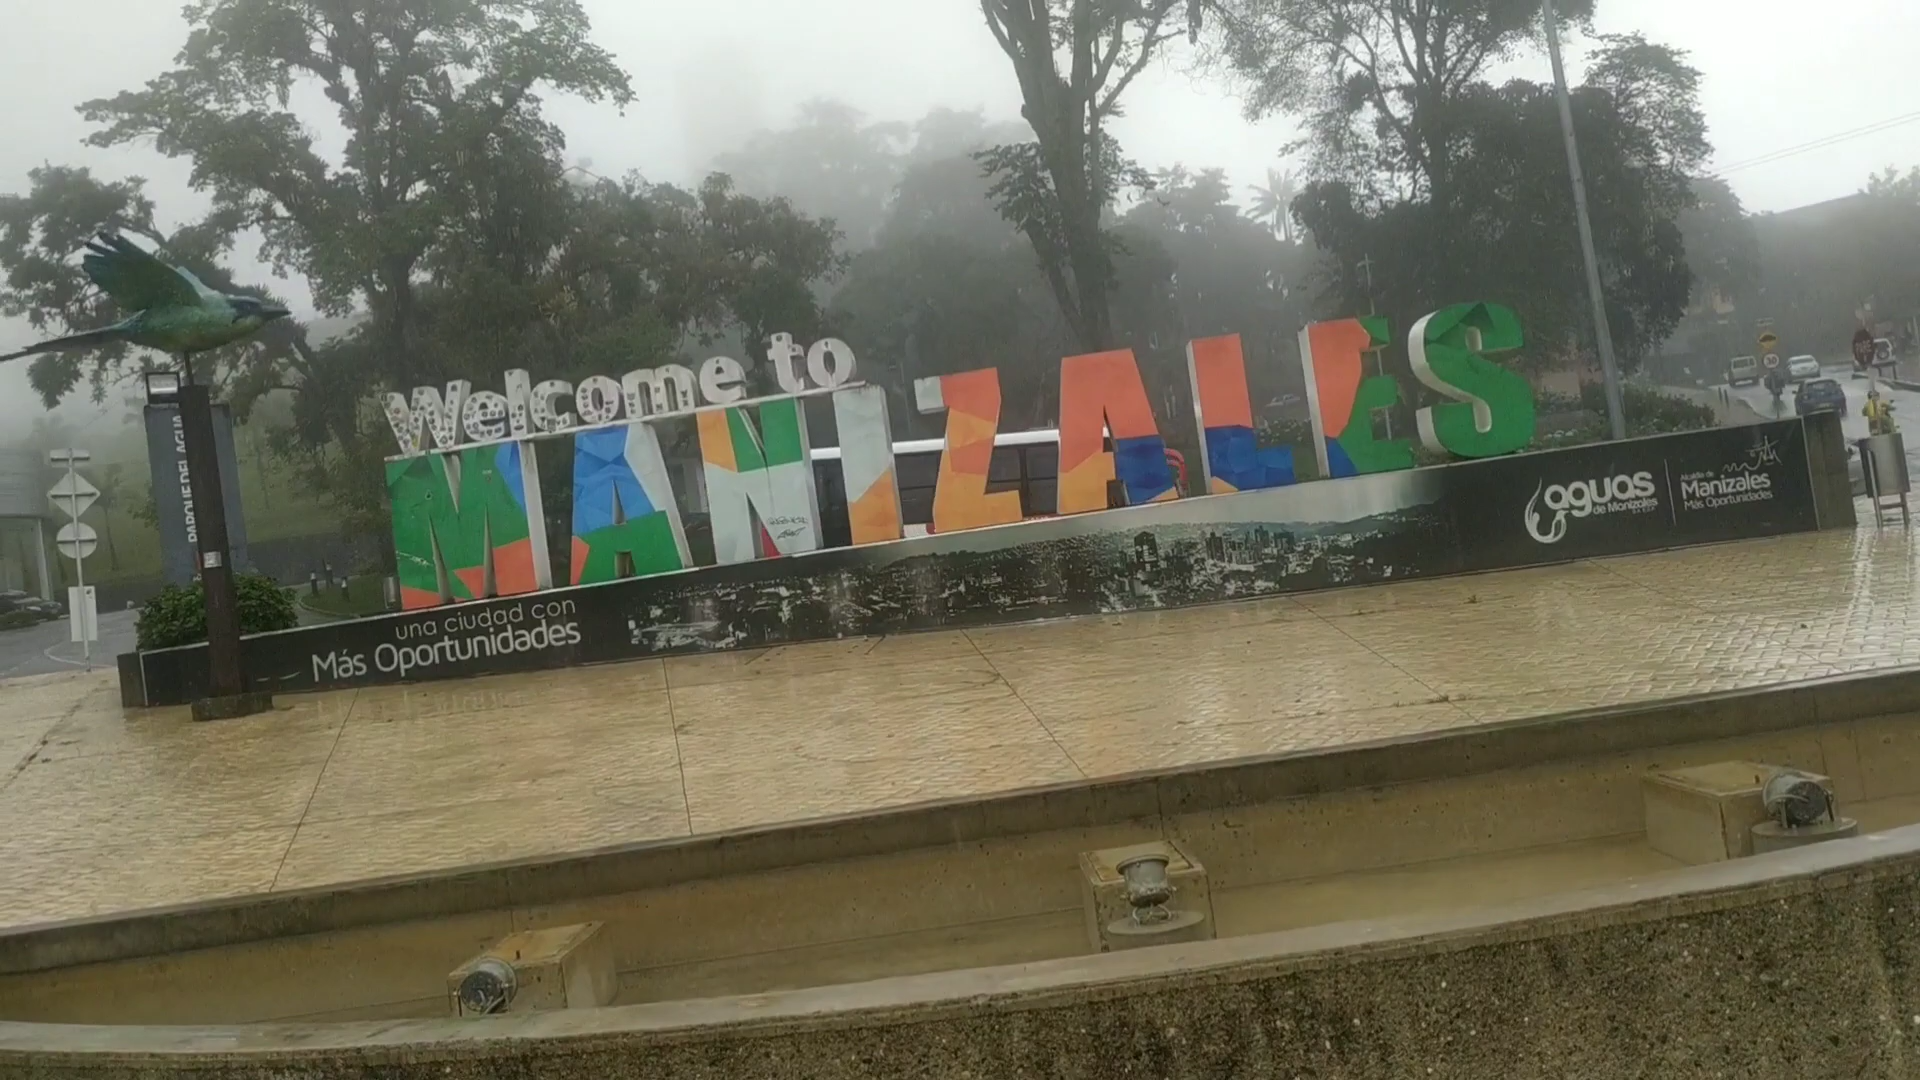 PARQUE DEL AGUA
Welcome to
MANIZALES
una ciudad con
Más Oportunidades
aguas
de Manizales
Alcaldía de
Manizales
Más Oportunidades